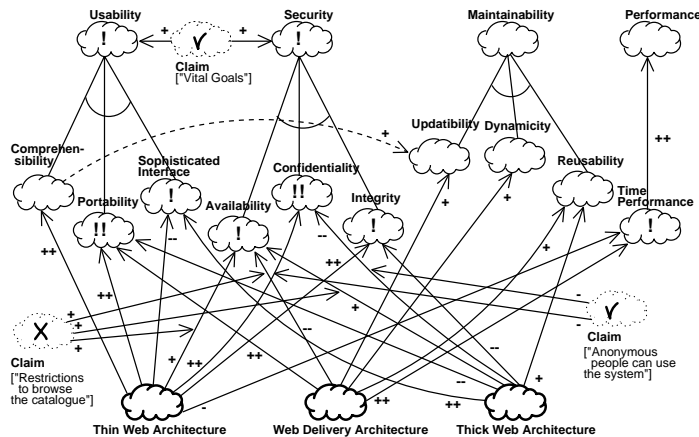 Usability
Security
Maintainability
Performance
!
+
+
!
Claim
["Vital Goals"]
++
+
Comprehen-
sibility
Updatibility
Dynamicity
Sophisticated
Interface
Confidentiality
Reusability
Portability
!
Availability
!!
Integrity
Time
Performance
!!
!
!
!
+
+
+
++
--
--
+
++
++
-
-
+
+
+
+
X
--
--
Claim
["Restrictions
to browse
the catalogue"]
+
++
++
--
+
Claim
["Anonymous
people can use
the system"]
-
++
++
Thin Web Architecture
Web Delivery Architecture
Thick Web Architecture